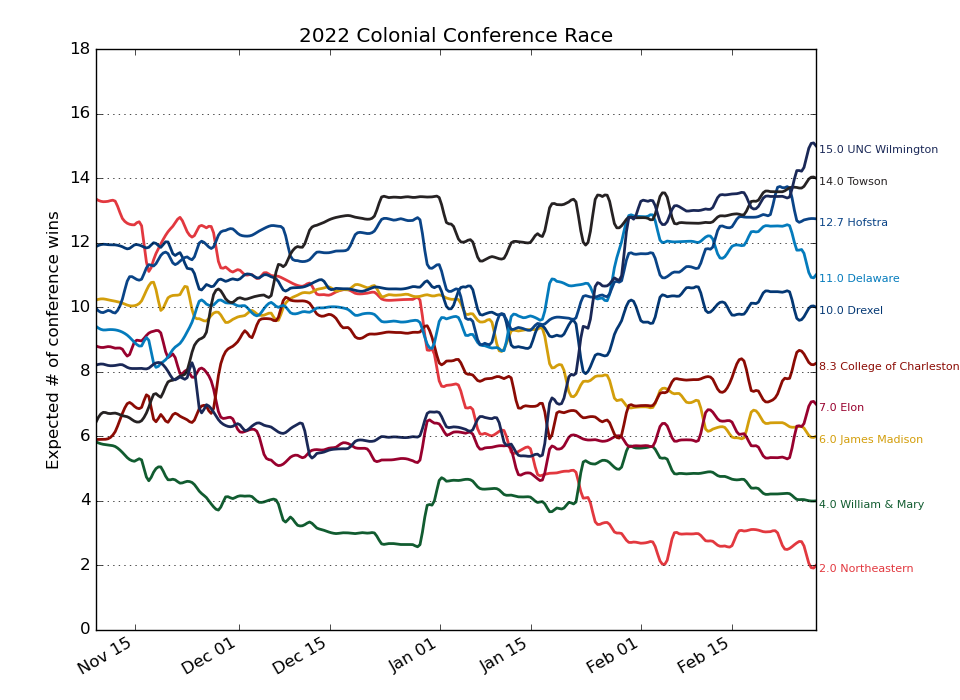 2022 Colonial Conference Race
Expected # of conference wins
18
16
14
12
10
8
6
4
2
0
Nov 15
Dec 01
Dec 15
Jan 01
Jan 15
Feb 01
Feb 15
15.0 UNC Wilmington
14.0 Towson
12.7 Hofstra
11.0 Delaware
10.0 Drexel
8.3 College of Charleston
7.0 Elon
6.0 James Madison
4.0 William & Mary
2.0 Northeastern